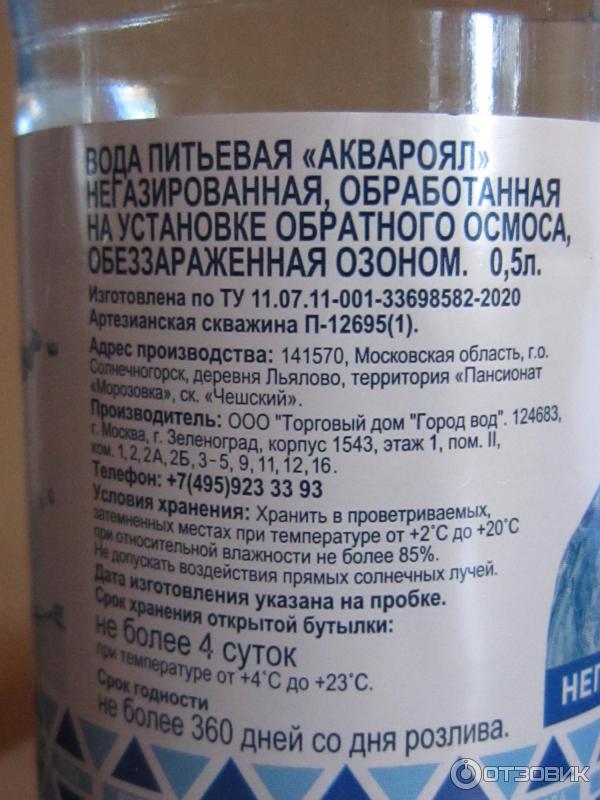 ВОДА ПИТЬЕВАЯ «АКВАРОЯЛ»
НЕГАЗИРОВАННАЯ, ОБРАБОТАННАЯ
НА УСТАНОВКЕ ОБРАТНОГО ОСМОСА,
ОБЕЗЗАРАЖЕННАЯ ОЗОНОМ. 0,5л.
Изготовлена по ТУ 11.07.11-001-33698582-2020
Артезианская скважина П-12695(1).
Адрес производства: 141570, Московская область, г.о.
Солнечногорск, деревня Льялово, территория «Пансионат
«Морозовка», ск. «Чешский».
Производитель: ООО "Торговый дом "Город вод". 124683,
г. Москва, г. Зеленоград, корпус 1543, этаж 1, пом. II,
ком. 1, 2, 2А, 2Б, 3-5, 9, 11, 12, 16.
Телефон: +7(495)923 33 93
Условия хранения: Хранить в проветриваемых,
затемненных местах при температуре от +2°С до +20°С
при относительной влажности не более 85%.
Не допускать воздействия прямых солнечных лучей.
Дата изготовления указана на пробке.
Срок хранения открытой бутылки:
не более 4 суток
при температуре от +4°С до +23°С.
Срок годности
не более 360 дней со дня розлива.
НЕГ
ОТЗОВИК